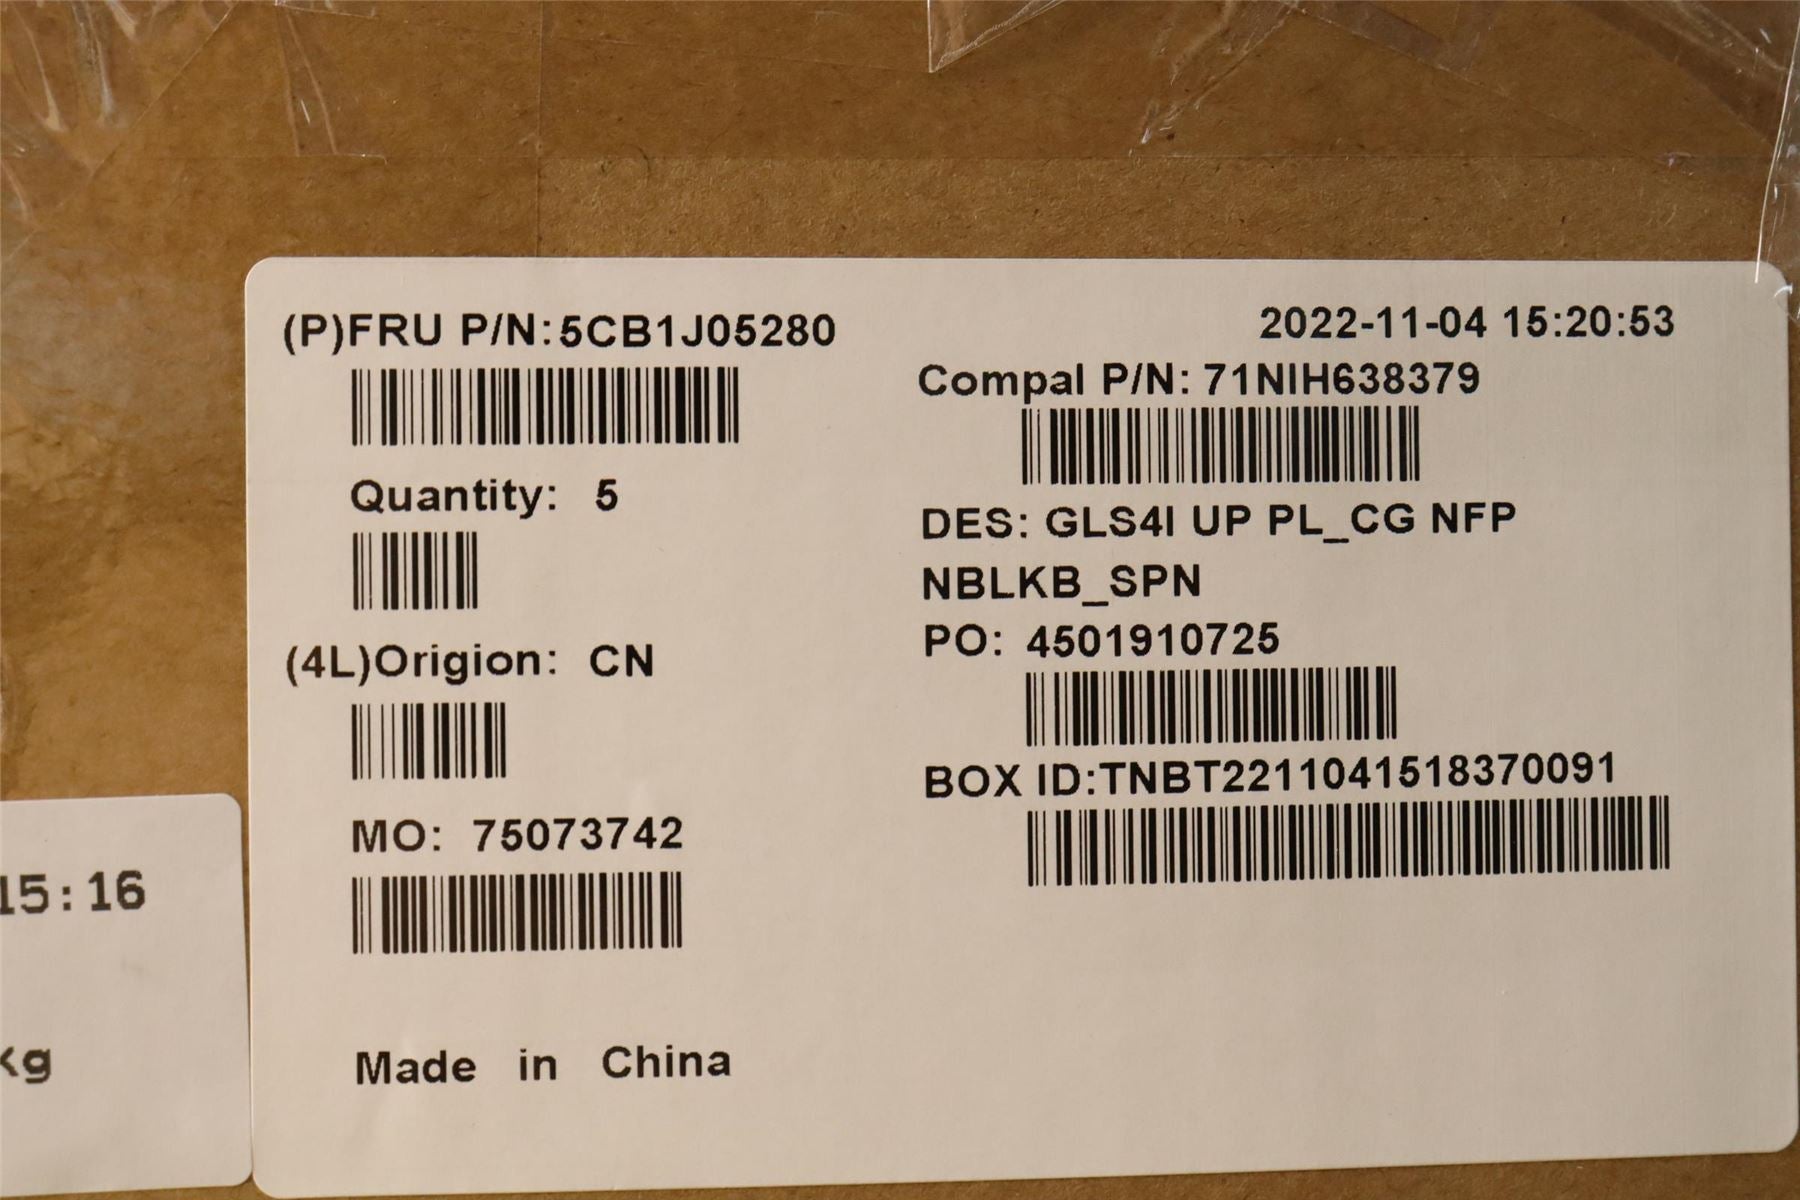 (P)FRU P/N:5CB1J05280
2022-11-04 15:20:53
Compal P/N: 71NIH638379
Quantity: 5
DES: GLS4I UP PL_CG NFP
NBLKB_SPN
(4L)Origion: CN
PO: 4501910725
BOX ID:TNBT2211041518370091
MO: 75073742
Made in China
15:16
Kg